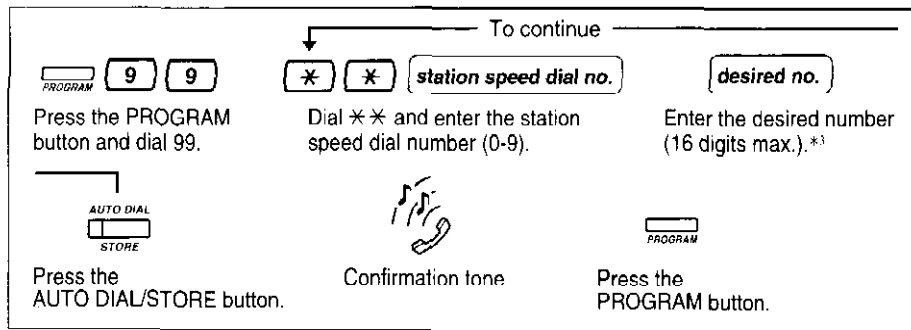 To continue
PROGRAM 9 9 ✳ ✳ station speed dial no. desired no.
Press the PROGRAM
button and dial 99.
Dial ✳✳ and enter the station
speed dial number (0-9).
Enter the desired number
(16 digits max.).*3
AUTO DIAL
STORE
Press the
AUTO DIAL/STORE button.
Confirmation tone
PROGRAM
Press the
PROGRAM button.